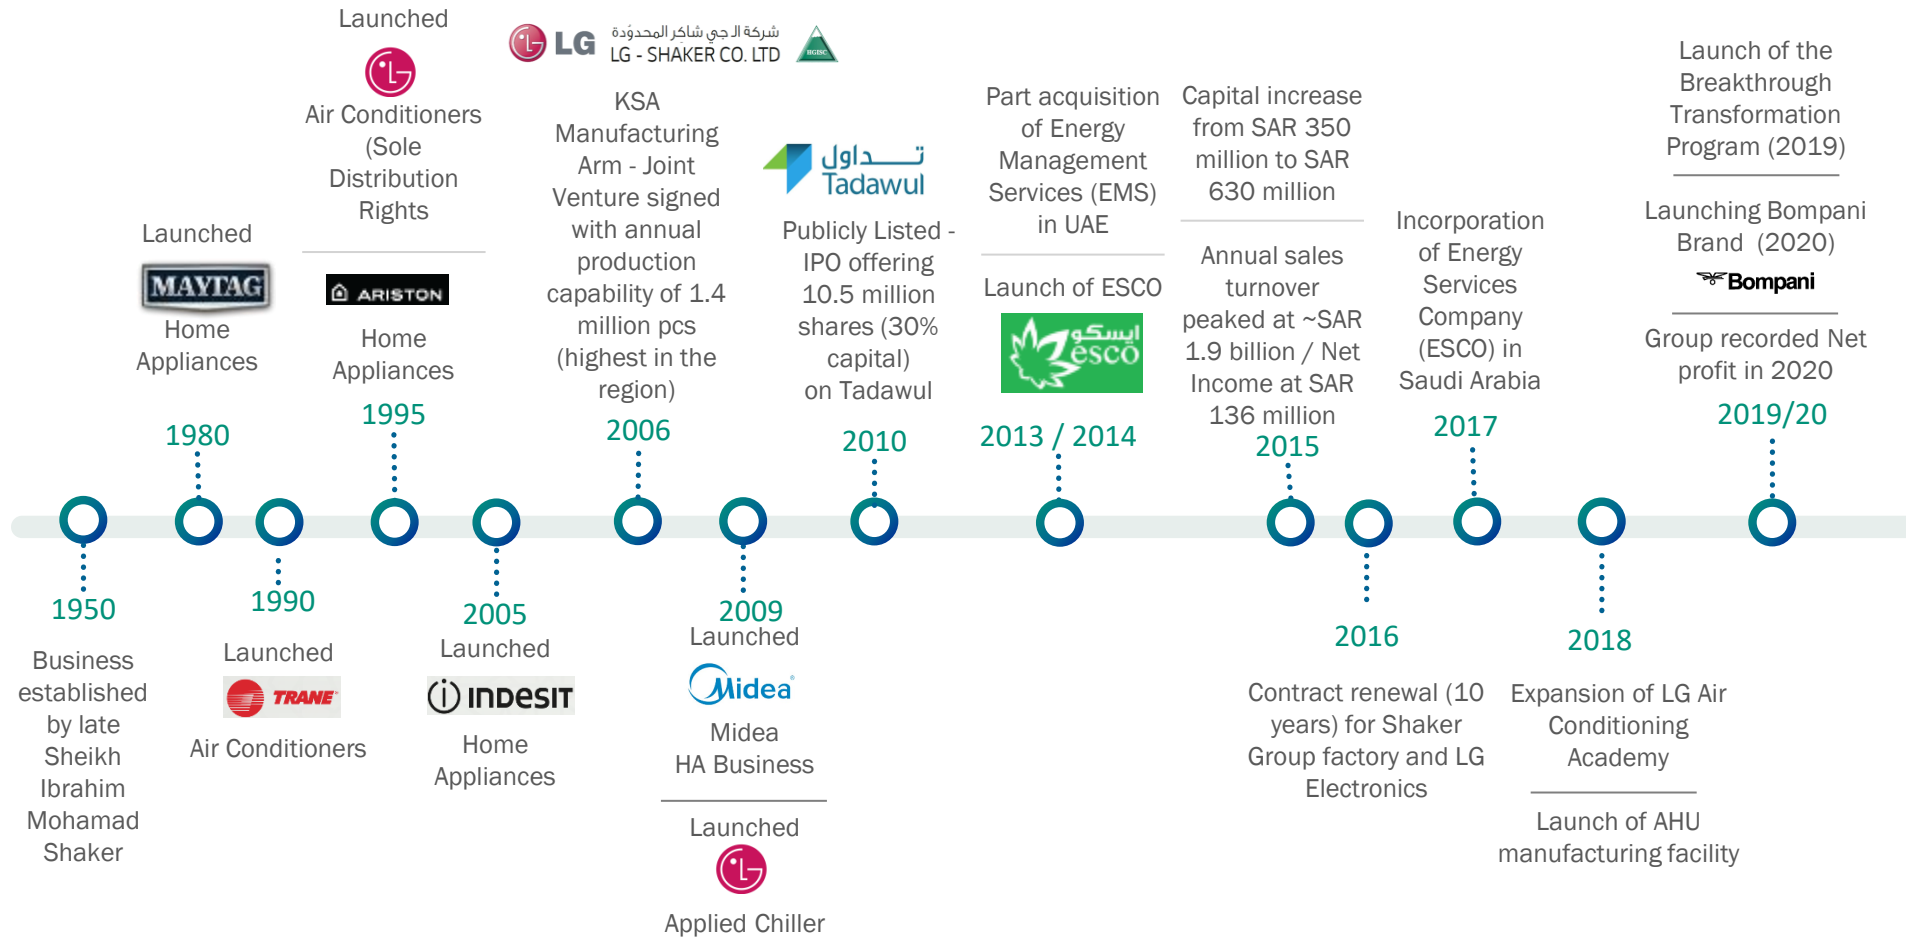 1950
Business
established
by late
Sheikh
Ibrahim
Mohamad
Shaker
Launched
MAYTAG
Home
Appliances
1980
1990
Launched
TRANE
Air Conditioners
Launched
LG
Air Conditioners
(Sole
Distribution
Rights
ARISTON
Home
Appliances
1995
2005
Launched
indesit
Home
Appliances
LG
شركة ال جي شاكر المحدودة
LG - SHAKER CO. LTD
BGISC
KSA
Manufacturing
Arm - Joint
Venture signed
with annual
production
capability of 1.4
million pcs
(highest in the
region)
2006
2009
Launched
Midea
Midea
HA Business
Launched
LG
Applied Chiller
تداول
Tadawul
Publicly Listed -
IPO offering
10.5 million
shares (30%
capital)
on Tadawul
2010
Part acquisition
of Energy
Management
Services (EMS)
in UAE
Launch of ESCO
ايسكو
esco
2013 / 2014
Capital increase
from SAR 350
million to SAR
630 million
Annual sales
turnover
peaked at ~SAR
1.9 billion / Net
Income at SAR
136 million
2015
2016
Contract renewal (10
years) for Shaker
Group factory and LG
Electronics
Incorporation
of Energy
Services
Company
(ESCO) in
Saudi Arabia
2017
2018
Expansion of LG Air
Conditioning
Academy
Launch of AHU
manufacturing facility
Launch of the
Breakthrough
Transformation
Program (2019)
Launching Bompani
Brand (2020)
Bompani
Group recorded Net
profit in 2020
2019/20